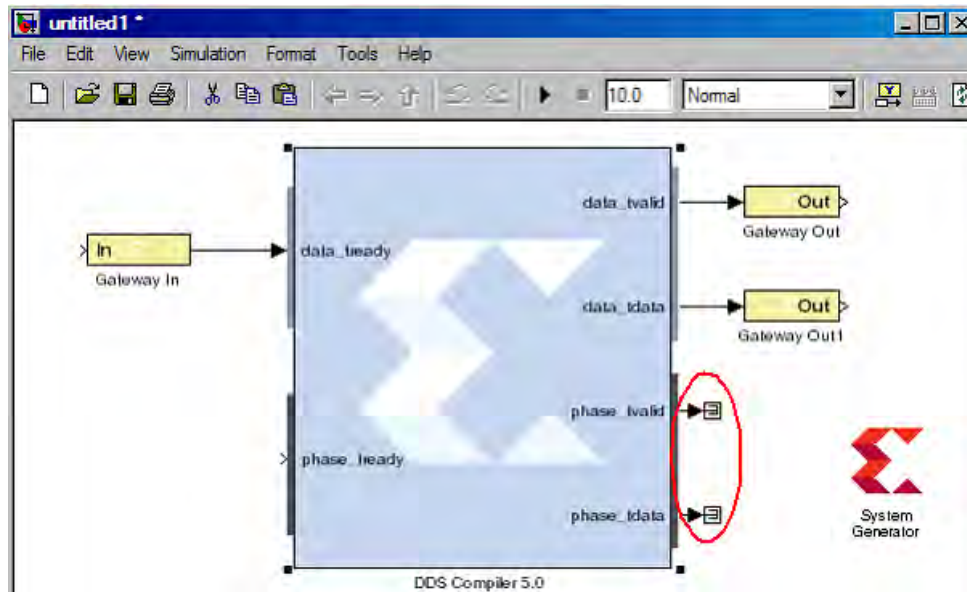 untitled1 *
File Edit View Simulation Format Tools Help
10.0 Normal
data_tvalid Out
Gateway Out
In data_tready
Gateway In
data_tdata Out
Gateway Out1
phase_tvalid
phase_tready
phase_tdata
System
Generator
DDS Compiler 5.0